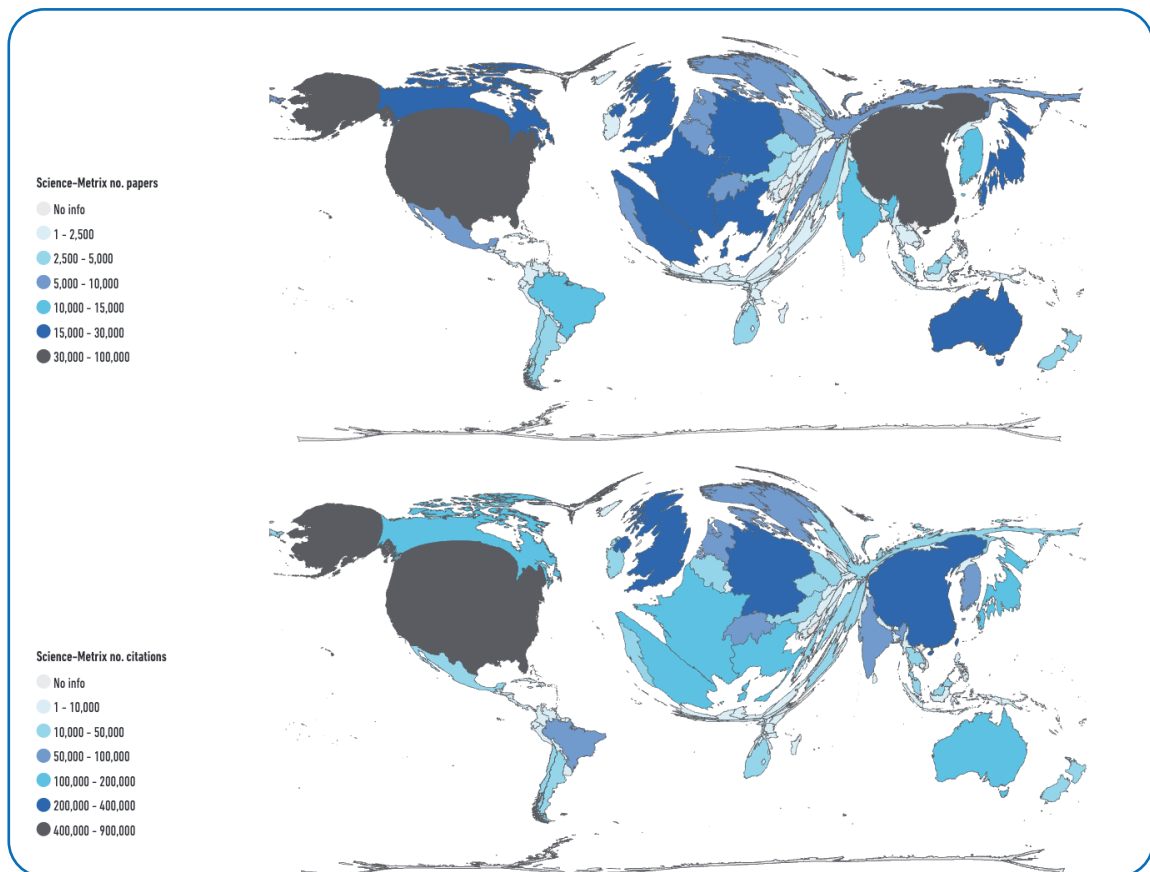 Science-Metrix no. papers
No info
1 - 2,500
2,500 - 5,000
5,000 - 10,000
10,000 - 15,000
15,000 - 30,000
30,000 - 100,000
Science-Metrix no. citations
No info
1 - 10,000
10,000 - 50,000
50,000 - 100,000
100,000 - 200,000
200,000 - 400,000
400,000 - 900,000